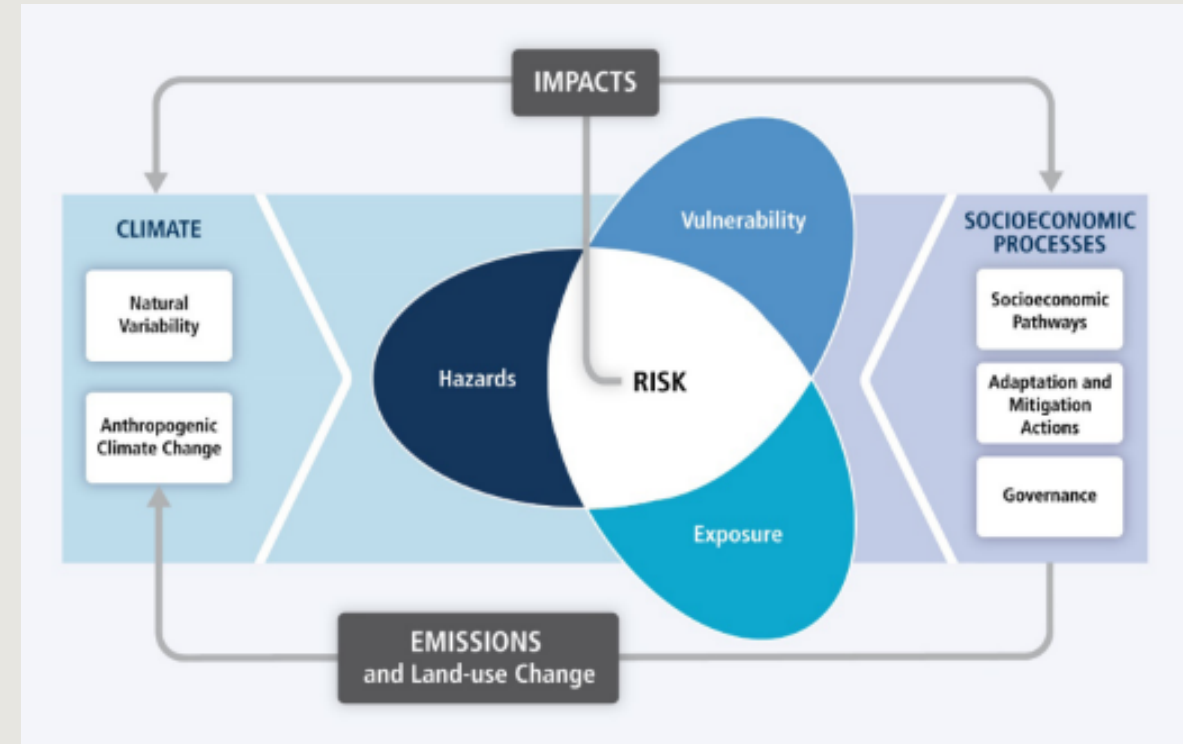 IMPACTS
CLIMATE
Natural
Variability
Anthropogenic
Climate Change
Vulnerability
Hazards
RISK
Exposure
SOCIOECONOMIC
PROCESSES
Socioeconomic
Pathways
Adaptation and
Mitigation
Actions
Governance
EMISSIONS
and Land-use Change